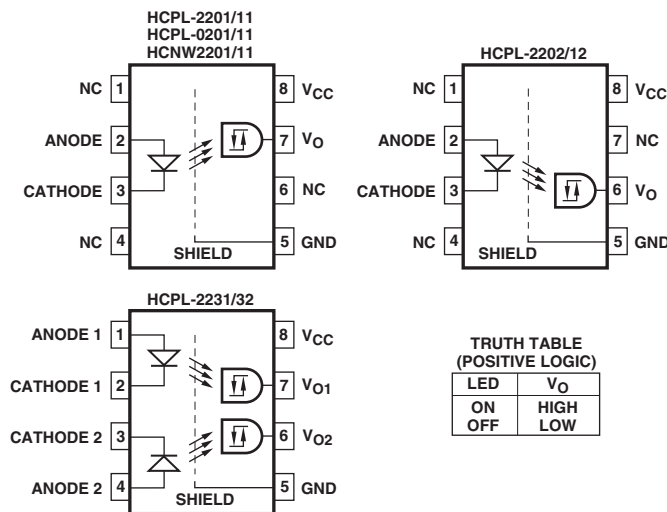 HCPL-2201/11
HCPL-0201/11
HCNW2201/11
NC 1
8 VCC
ANODE 2
7 VO
CATHODE 3
6 NC
NC 4
5 GND
SHIELD
HCPL-2202/12
NC 1
8 VCC
ANODE 2
7 NC
CATHODE 3
6 VO
NC 4
5 GND
SHIELD
HCPL-2231/32
ANODE 1 1
8 VCC
CATHODE 1 2
7 VO1
CATHODE 2 3
6 VO2
ANODE 2 4
5 GND
SHIELD
TRUTH TABLE
(POSITIVE LOGIC)
LED VO
ON HIGH
OFF LOW